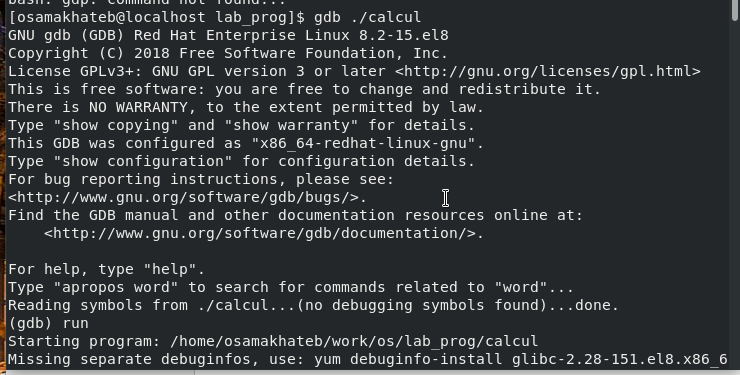 bash: gdp: command not found...
[osamakhateb@localhost lab_prog]$ gdb ./calcul
GNU gdb (GDB) Red Hat Enterprise Linux 8.2-15.el8
Copyright (C) 2018 Free Software Foundation, Inc.
License GPLv3+: GNU GPL version 3 or later <http://gnu.org/licenses/gpl.html>
This is free software: you are free to change and redistribute it.
There is NO WARRANTY, to the extent permitted by law.
Type "show copying" and "show warranty" for details.
This GDB was configured as "x86_64-redhat-linux-gnu".
Type "show configuration" for configuration details.
For bug reporting instructions, please see:
<http://www.gnu.org/software/gdb/bugs/>.
Find the GDB manual and other documentation resources online at:
    <http://www.gnu.org/software/gdb/documentation/>.

For help, type "help".
Type "apropos word" to search for commands related to "word"...
Reading symbols from ./calcul...(no debugging symbols found)...done.
(gdb) run
Starting program: /home/osamakhateb/work/os/lab_prog/calcul
Missing separate debuginfos, use: yum debuginfo-install glibc-2.28-151.el8.x86_6